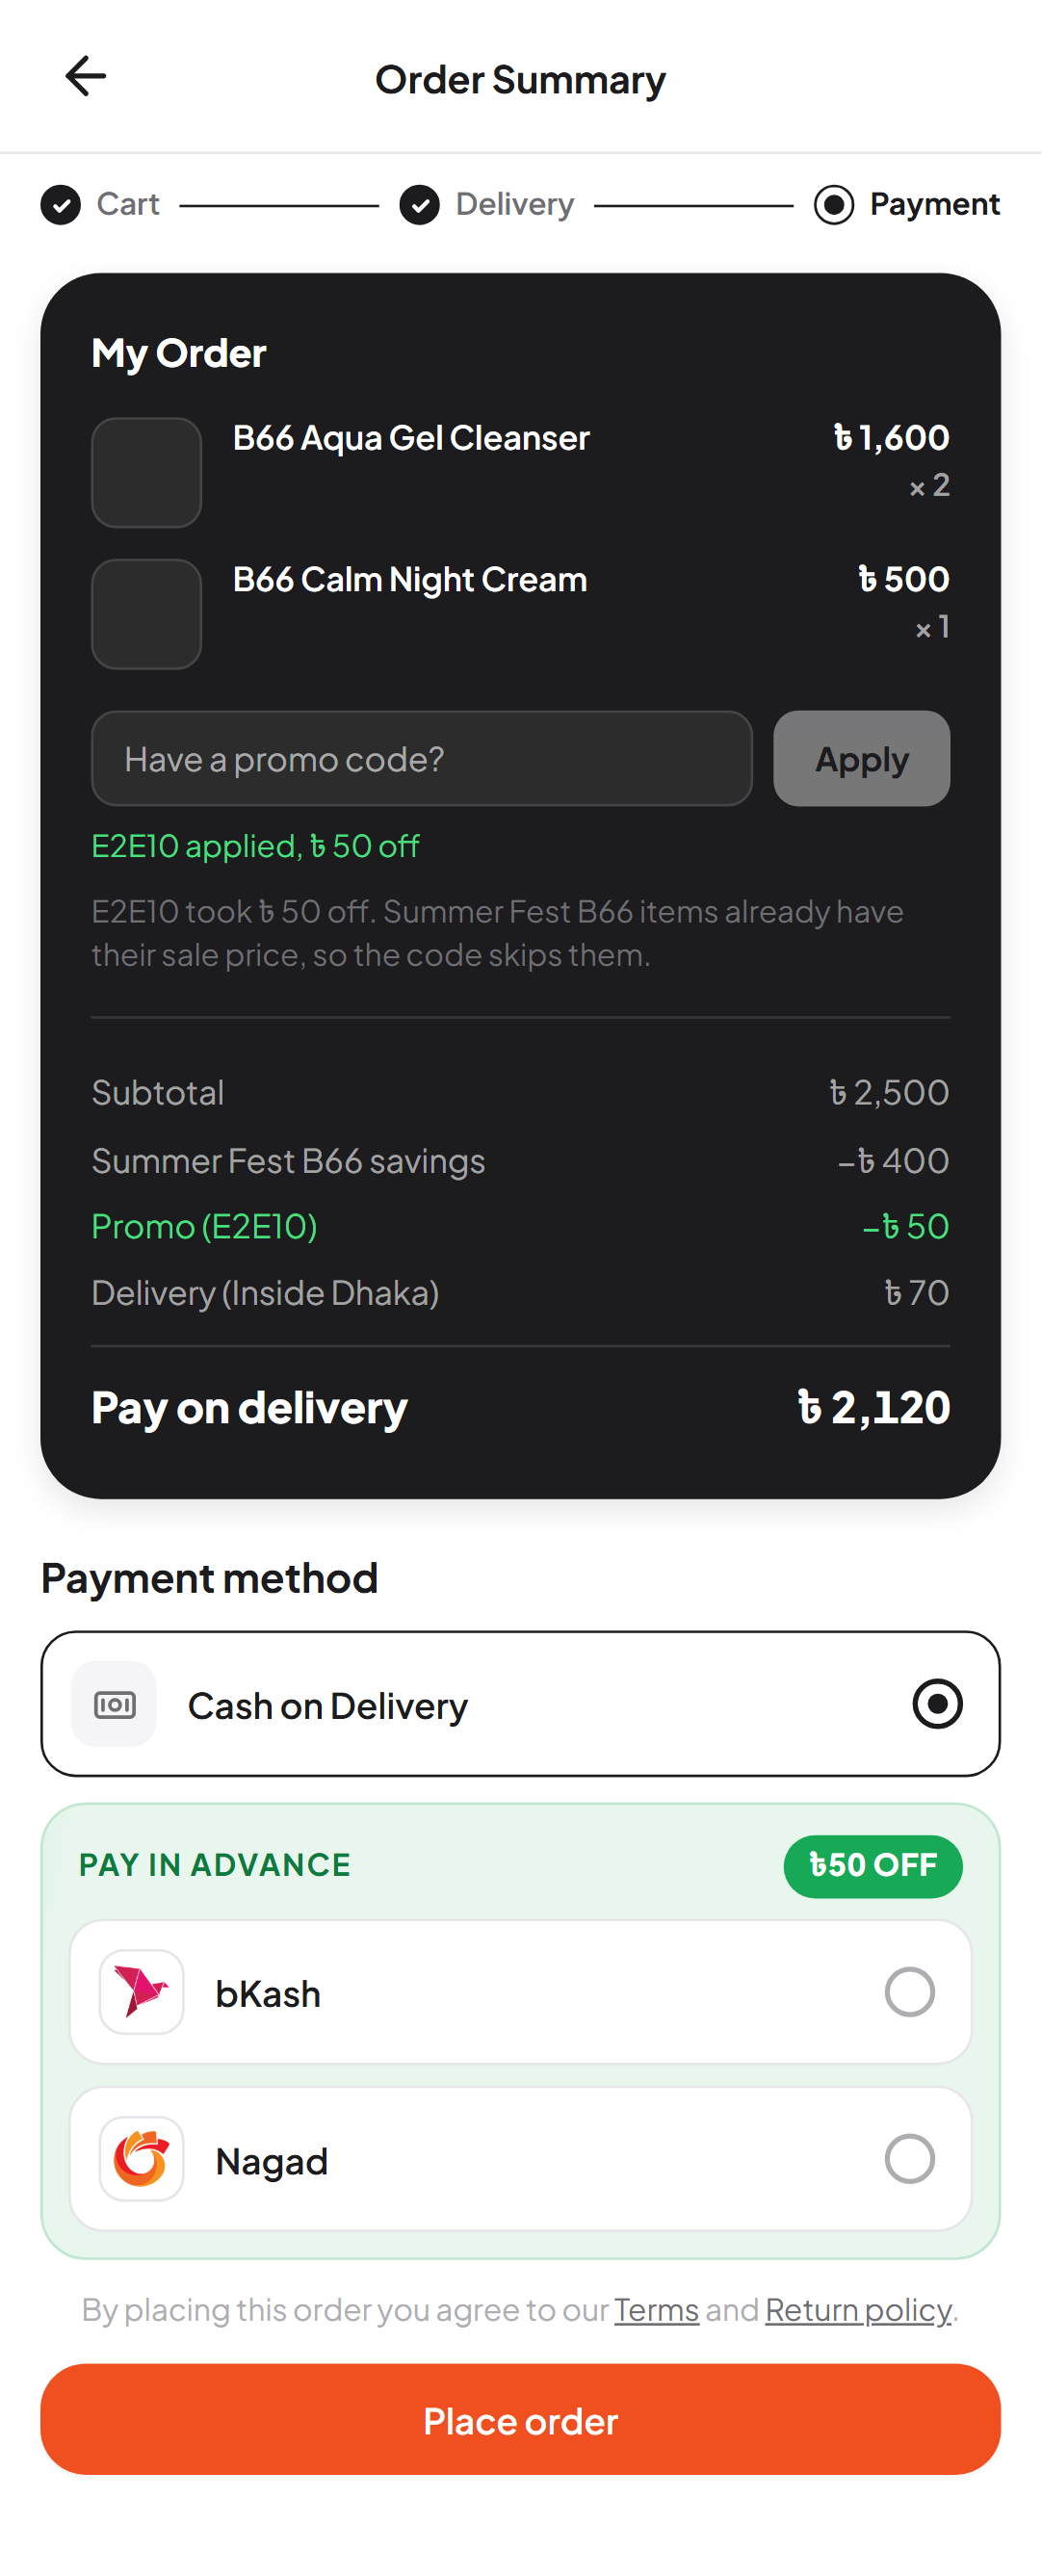 Order Summary
Cart Delivery Payment
My Order
B66 Aqua Gel Cleanser ৳ 1,600
× 2
B66 Calm Night Cream ৳ 500
× 1
Have a promo code? Apply
E2E10 applied, ৳ 50 off
E2E10 took ৳ 50 off. Summer Fest B66 items already have
their sale price, so the code skips them.
Subtotal ৳ 2,500
Summer Fest B66 savings –৳ 400
Promo (E2E10) –৳ 50
Delivery (Inside Dhaka) ৳ 70
Pay on delivery ৳ 2,120
Payment method
Cash on Delivery
PAY IN ADVANCE ৳50 OFF
bKash
Nagad
By placing this order you agree to our Terms and Return policy.
Place order